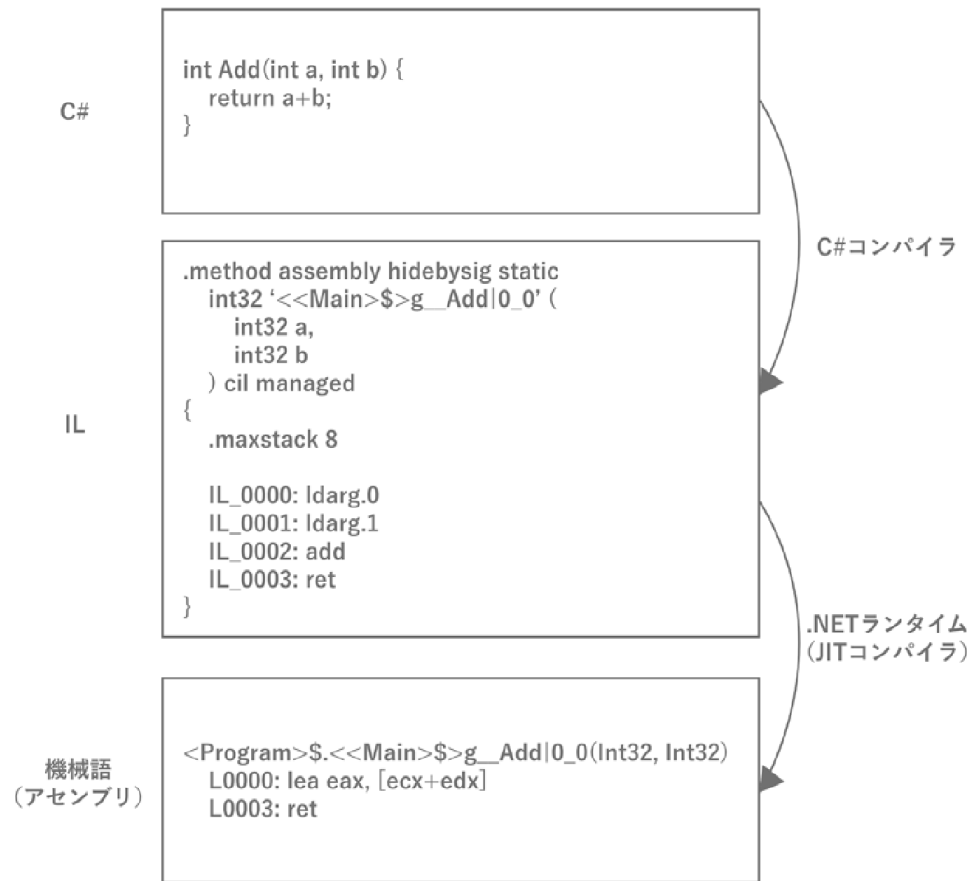 C#
int Add(int a, int b) {
return a+b;
}
C#コンパイラ
IL
.method assembly hidebysig static
int32 ‘<<Main>$>g__Add|0_0’ (
int32 a,
int32 b
) cil managed
{
.maxstack 8
IL_0000: ldarg.0
IL_0001: ldarg.1
IL_0002: add
IL_0003: ret
}
.NETランタイム
(JITコンパイラ)
機械語
(アセンブリ)
<Program>$.<<Main>$>g__Add|0_0(Int32, Int32)
L0000: lea eax, [ecx+edx]
L0003: ret